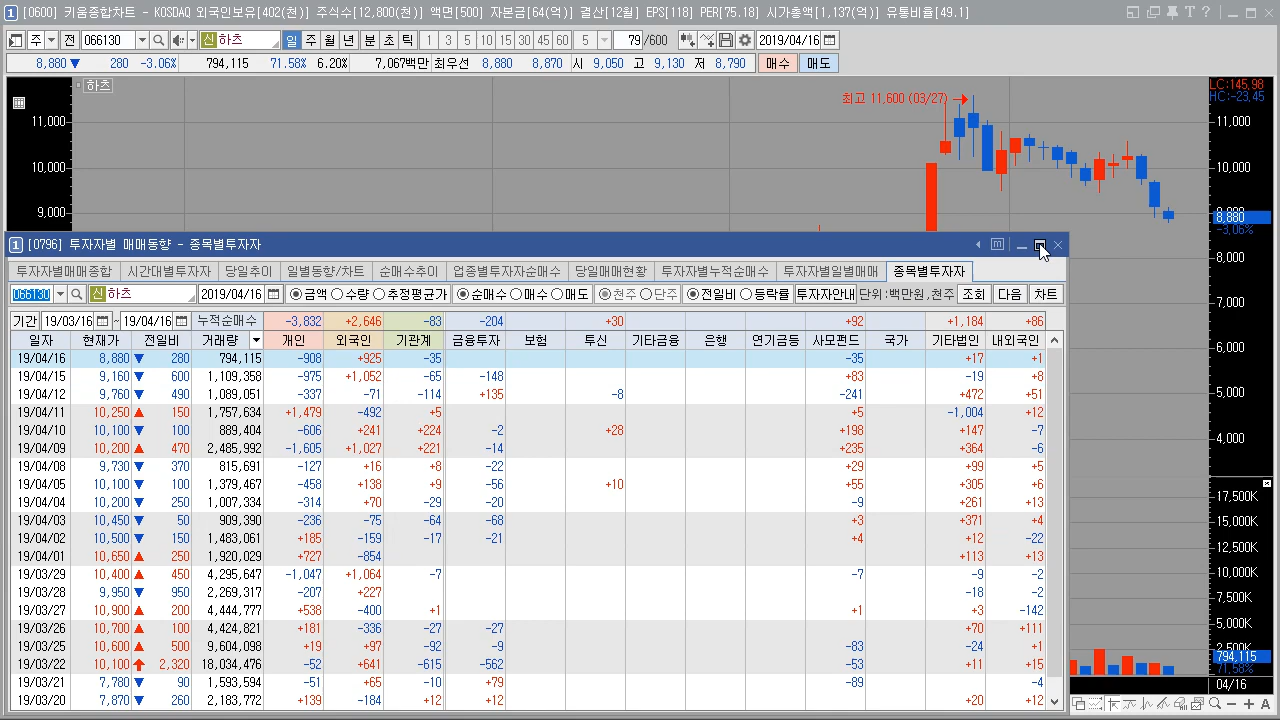 1 [0600] 키움종합차트 - KOSDAQ 외국인보유[402(천)] 주식수[12,800(천)] 액면[500] 자본금[64(억)] 결산[12월] EPS[118] PER[75.18] 시가총액[1,137(억)] 유통비율[49.1]
주 전 066130 신 하츠 일 주 월 년 분 초 틱 1 3 5 10 15 30 45 60 5 79 /600 2019/04/16
8,880 ▼ 280 -3.06% 794,115 71.58% 6.20% 7,067백만 최우선 8,880 8,870 시 9,050 고 9,130 저 8,790 매수 매도
하츠
LC:145.98
HC:-23.45
최고 11,600 (03/27) →
11,000 11,000
10,000 10,000
9,000 8,880
-3.06%
1 [0796] 투자자별 매매동향 - 종목별투자자
8,000
투자자별매매종합 시간대별투자자 당일추이 일별동향/차트 순매수추이 업종별투자순매수 당일매매현황 투자자별누적순매수 투자자별일별매매 종목별투자자
066130 신 하츠 2019/04/16 금액 수량 추정평균가 순매수 매수 매도 천주 단주 전일비 등락률 투자자안내 단위:백만원,천주 조회 다음 차트
7,000
기간 19/03/16 ~ 19/04/16 누적순매수 -3,832 +2,646 -83 -204 +30 +92 +1,184 +86
일자 현재가 전일비 거래량 개인 외국인 기관계 금융투자 보험 투신 기타금융 은행 연기금등 사모펀드 국가 기타법인 내외국인
6,000
19/04/16 8,880 ▼ 280 794,115 -908 +925 -35 -35 +17 +1
19/04/15 9,160 ▼ 600 1,109,358 -975 +1,052 -65 -148 +83 -19 +8
19/04/12 9,760 ▼ 490 1,089,051 -337 -71 -114 +135 -8 -241 +472 +51
5,000
19/04/11 10,250 ▲ 150 1,757,634 +1,479 -492 +5 +5 -1,004 +12
19/04/10 10,100 ▲ 100 889,404 -606 +241 +224 -2 +28 +198 +147 -7
4,000
19/04/09 10,200 ▲ 470 2,485,992 -1,605 +1,027 +221 -14 +235 +364 -6
19/04/08 9,730 ▼ 370 815,691 -127 +16 +8 -22 +29 +99 +5
19/04/05 10,100 ▼ 100 1,379,467 -458 +138 +9 -56 +10 +55 +305 +6
17,500K
19/04/04 10,200 ▼ 250 1,007,334 -314 +70 -29 -20 -9 +261 +13
19/04/03 10,450 ▼ 50 909,390 -236 -75 -64 -68 +3 +371 +4
15,000K
19/04/02 10,500 ▼ 150 1,483,061 +185 -159 -17 -21 +4 +12 -22
12,500K
19/04/01 10,650 ▲ 250 1,920,029 +727 -854 +113 +13
19/03/29 10,400 ▲ 450 4,295,647 -1,047 +1,064 -7 -7 -9 -2
10,000K
19/03/28 9,950 ▼ 950 2,269,317 -207 +227 -18 -2
7,500K
19/03/27 10,900 ▲ 200 4,444,777 +538 -400 +1 +1 +3 -142
19/03/26 10,700 ▲ 100 4,424,821 +181 -336 -27 -27 +70 +111
5,000K
19/03/25 10,600 ▲ 500 9,604,098 +19 +97 -92 -9 -83 -24 +1
2,500K
794,115
19/03/22 10,100 ↑ 2,320 18,034,476 -52 +641 -615 -562 -53 +11 +15
71.58%
19/03/21 7,780 ▼ 90 1,593,594 -51 +65 -10 +79 -89 -4
04/16
19/03/20 7,870 ▼ 260 2,183,772 +139 -184 +12 +12 +20 +12